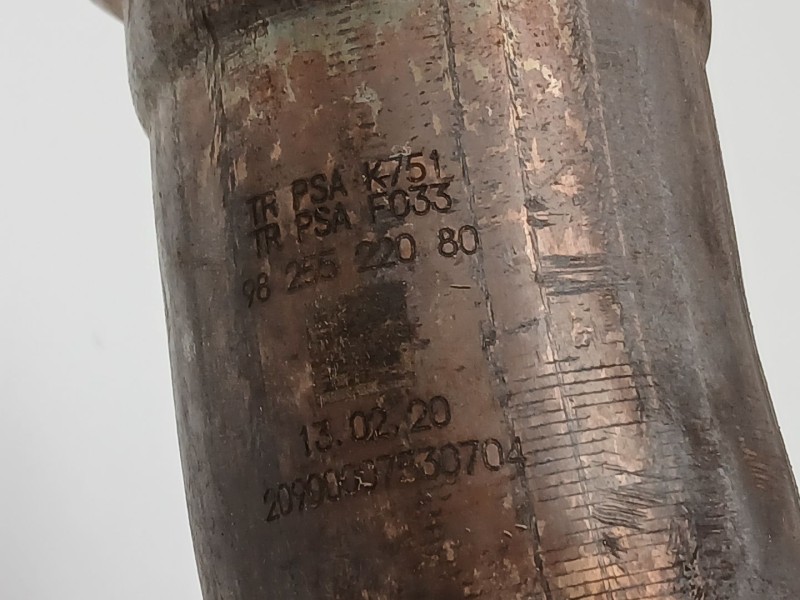 TR PSA K751
TR PSA F033
98 255 220 80
13.02.20